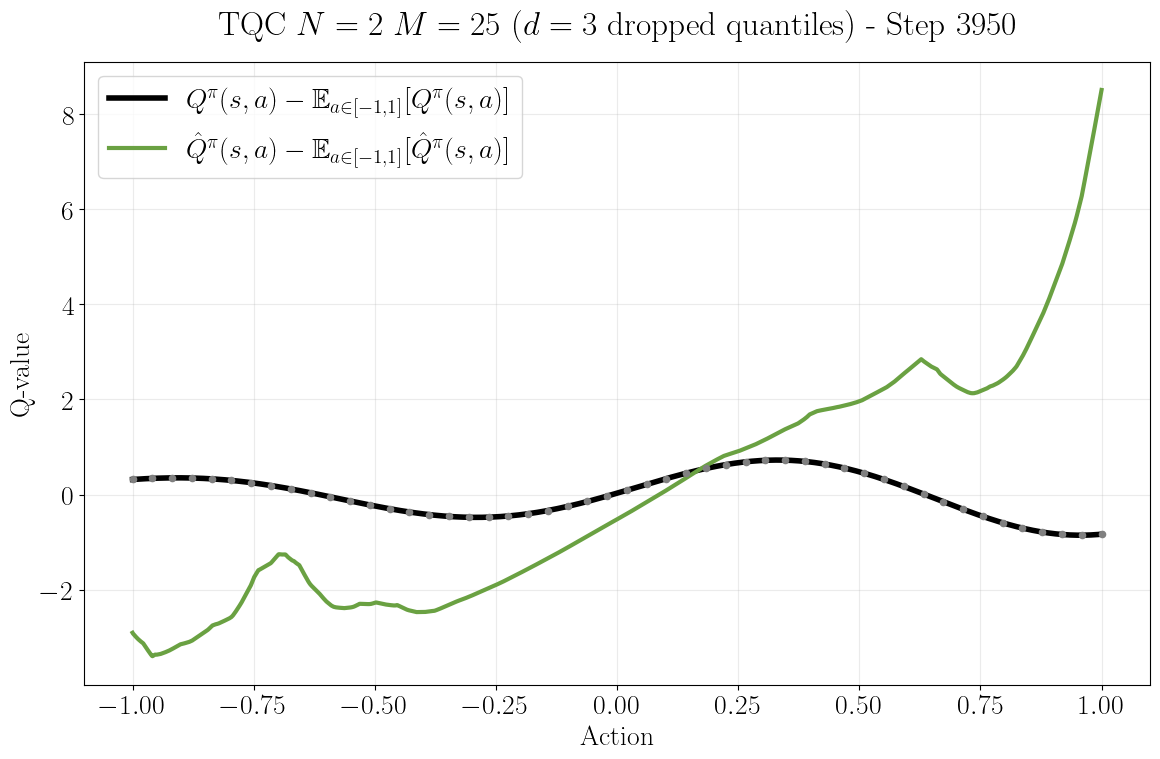 TQC N = 2 M = 25 (d = 3 dropped quantiles) - Step 3950
Q^π(s, a) − 𝔼_{a∈[−1,1]}[Q^π(s, a)]
Q̂^π(s, a) − 𝔼_{a∈[−1,1]}[Q̂^π(s, a)]
8
6
4
2
0
−2
Q-value
−1.00 −0.75 −0.50 −0.25 0.00 0.25 0.50 0.75 1.00
Action